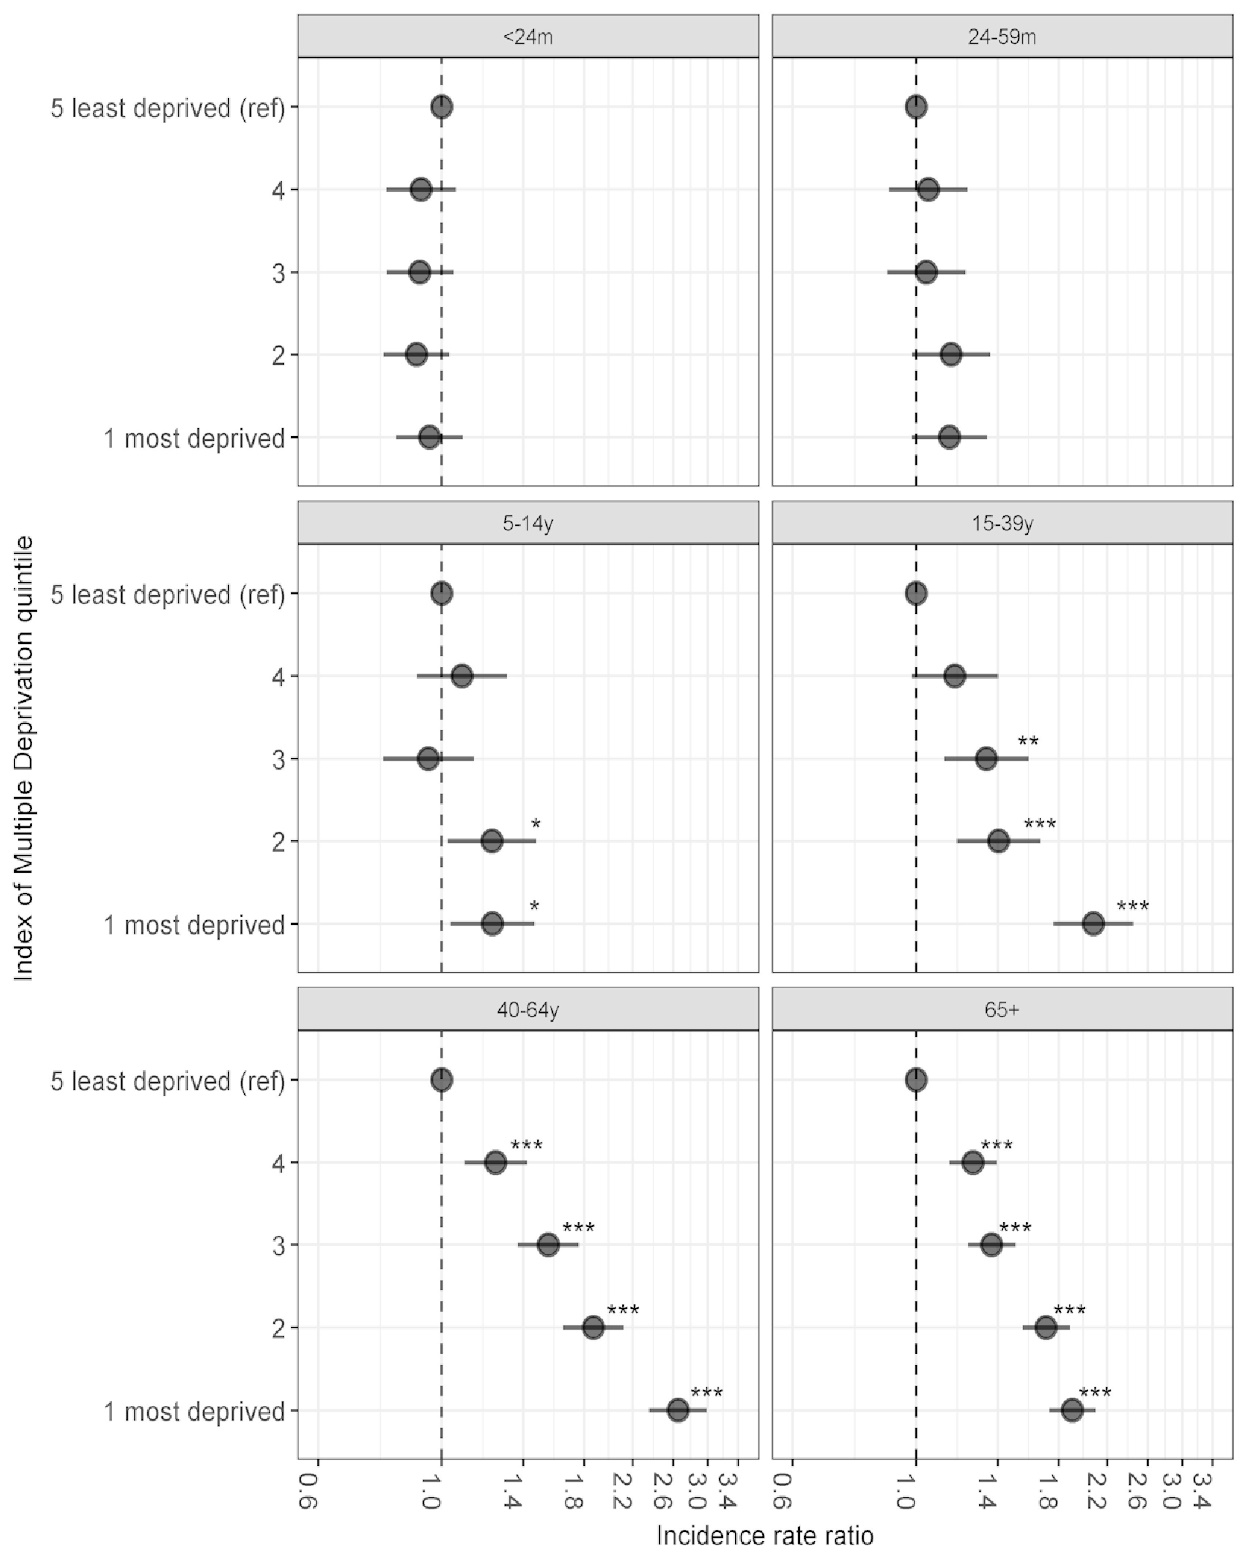 <24m
24-59m
5 least deprived (ref)
4
3
2
1 most deprived
5-14y
15-39y
5 least deprived (ref)
4
3
**
2
*
***
1 most deprived
*
***
40-64y
65+
5 least deprived (ref)
4
***
***
3
***
***
2
***
***
1 most deprived
***
***
0.6 1.0 1.4 1.8 2.2 2.6 3.0 3.4
0.6 1.0 1.4 1.8 2.2 2.6 3.0 3.4
Incidence rate ratio
Index of Multiple Deprivation quintile